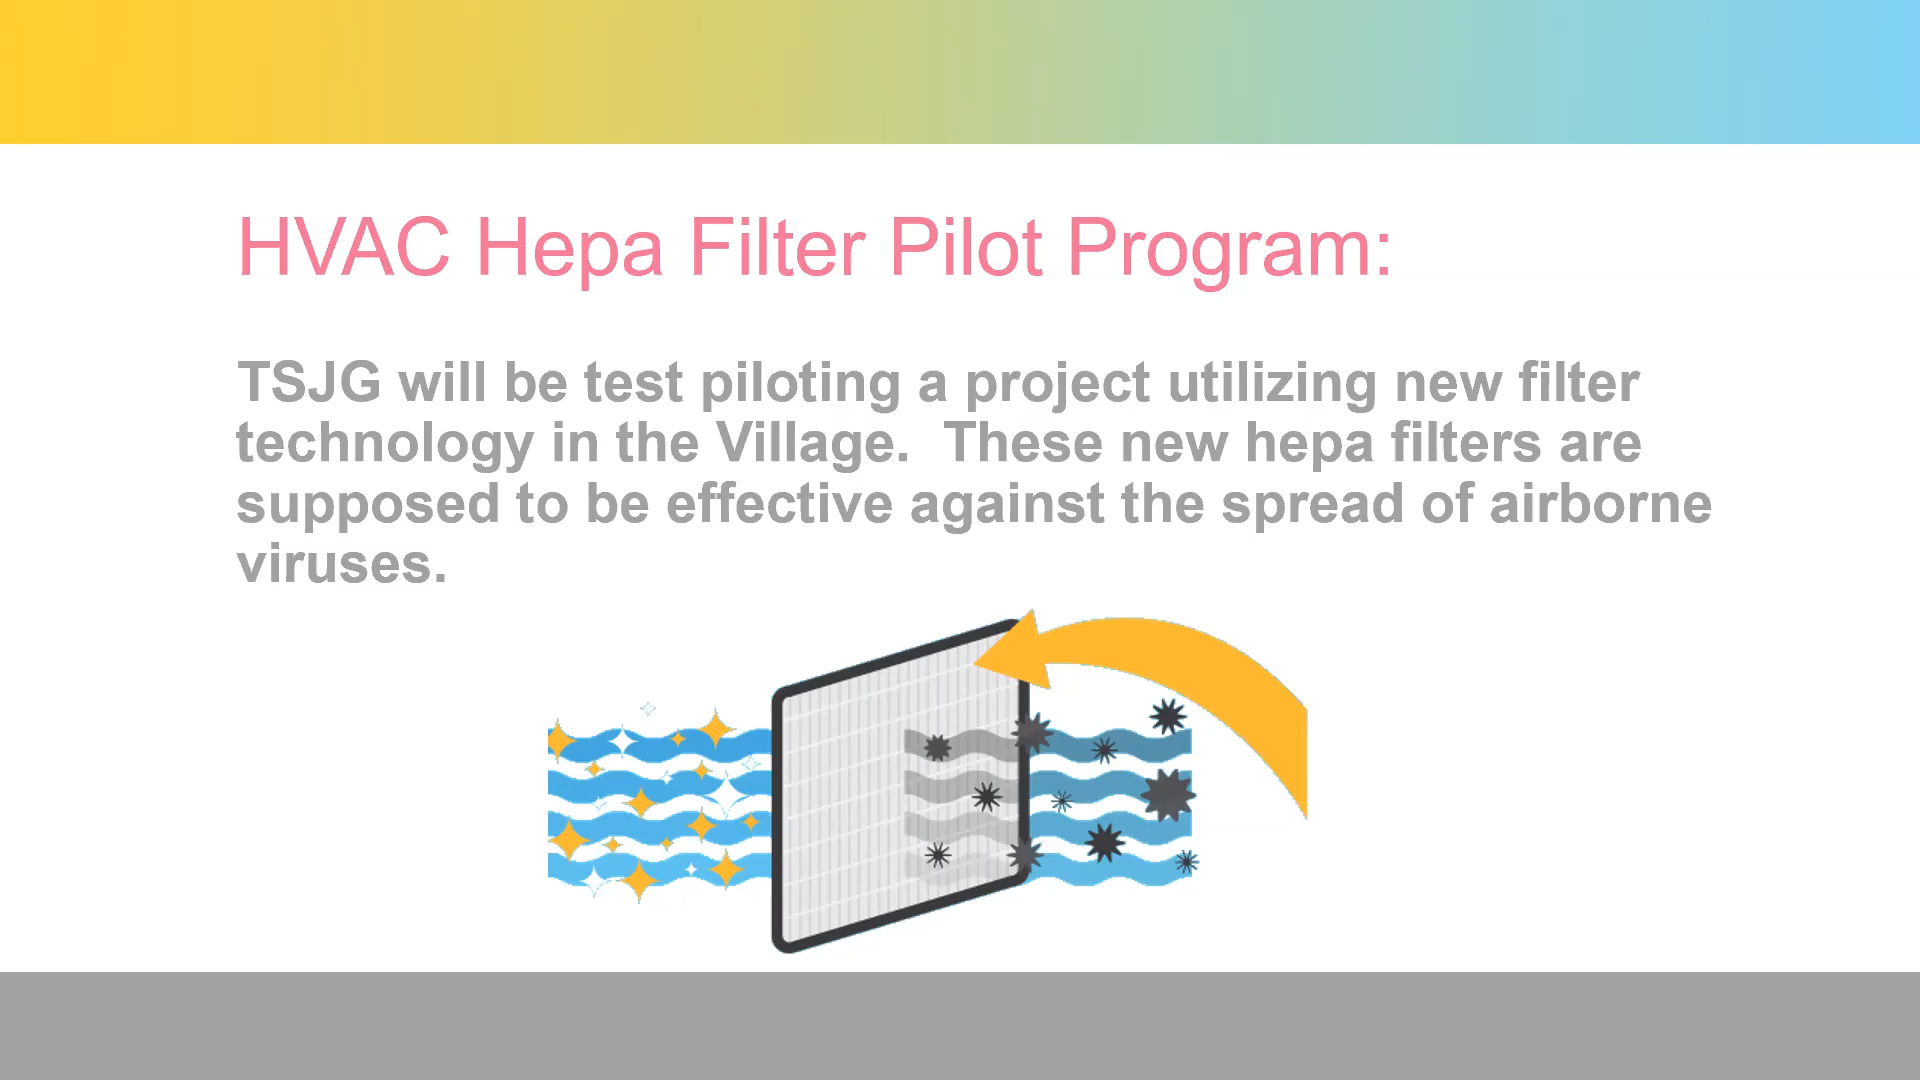 HVAC Hepa Filter Pilot Program:
TSJG will be test piloting a project utilizing new filter
technology in the Village.  These new hepa filters are
supposed to be effective against the spread of airborne
viruses.